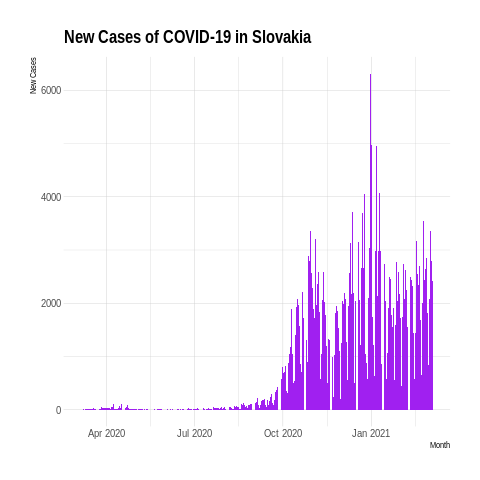 New Cases of COVID-19 in Slovakia
New Cases
6000
4000
2000
0
Apr 2020 Jul 2020 Oct 2020 Jan 2021
Month